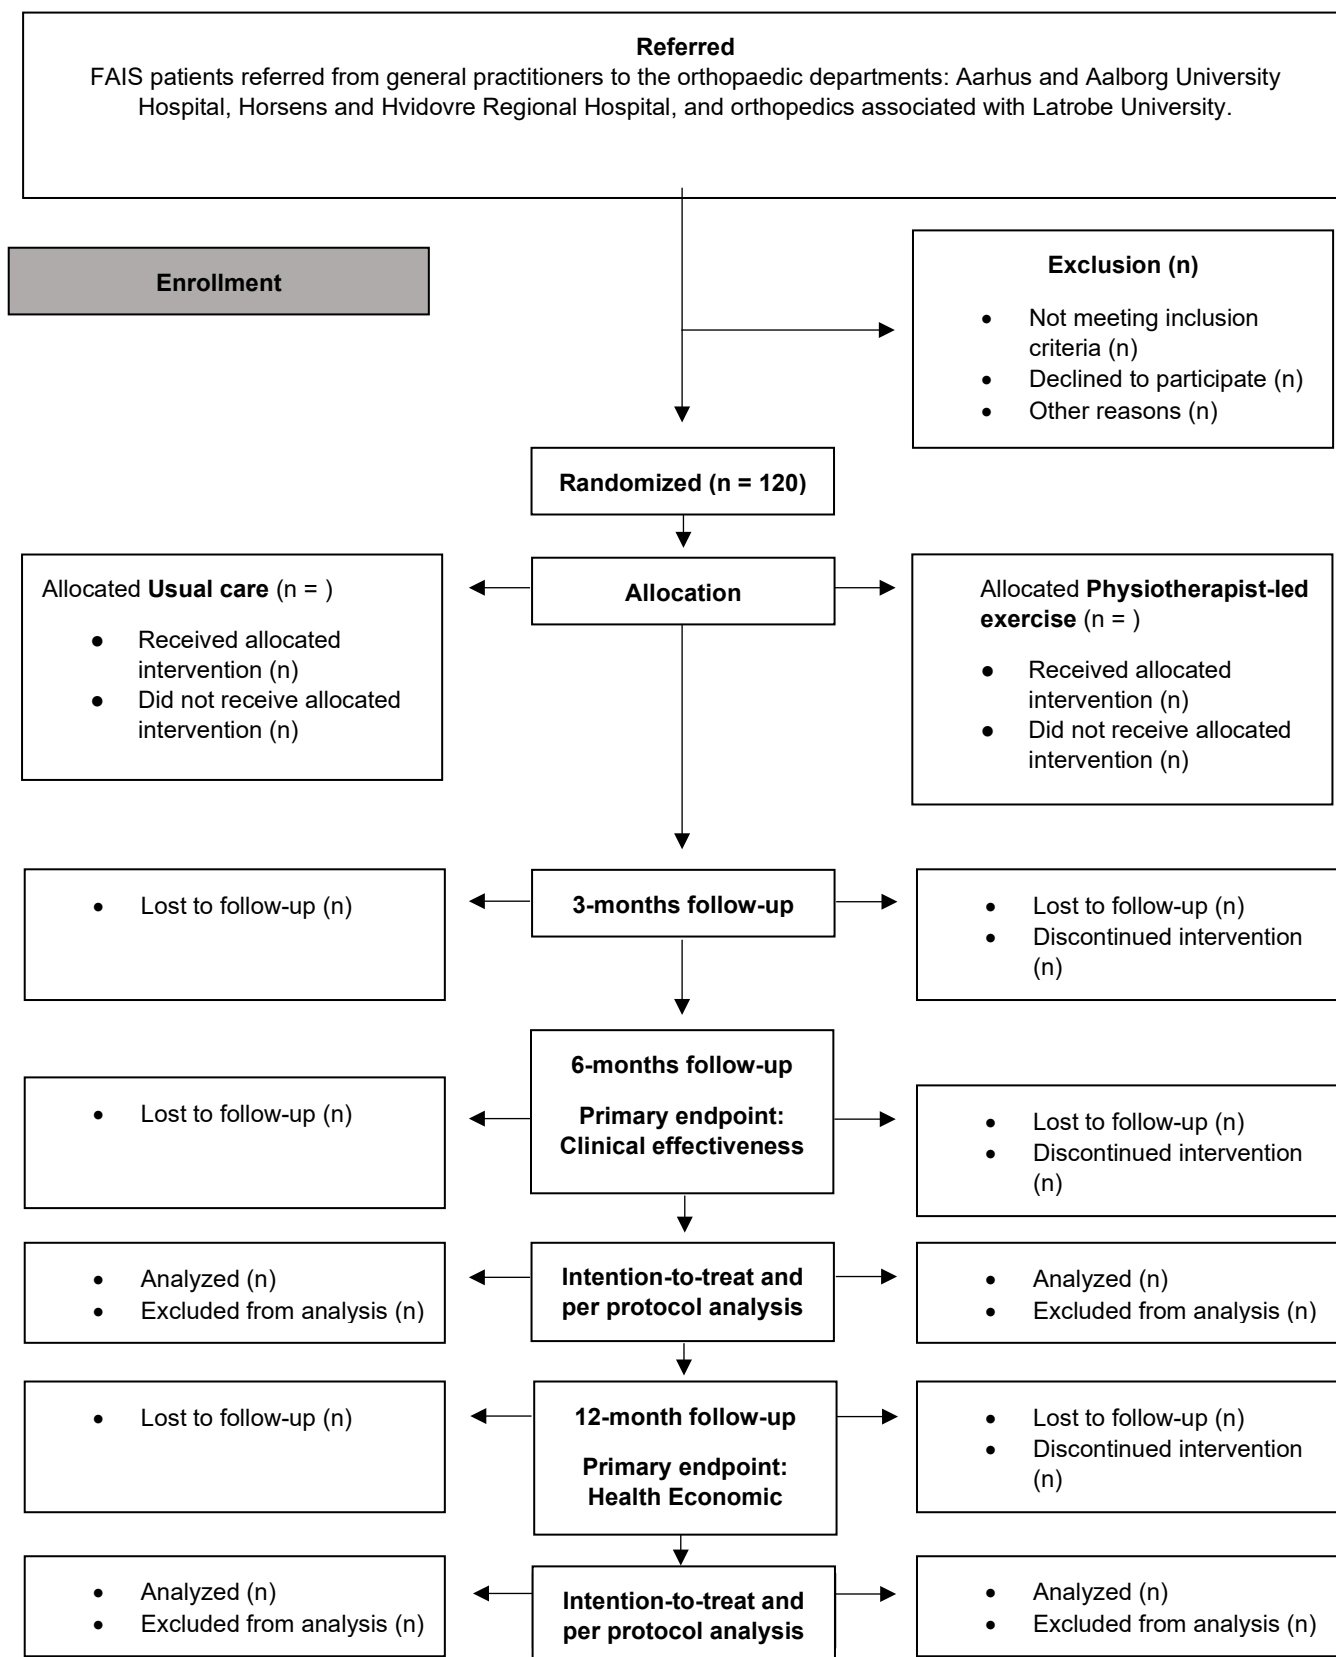 Referred
FAIS patients referred from general practitioners to the orthopaedic departments: Aarhus and Aalborg University
Hospital, Horsens and Hvidovre Regional Hospital, and orthopedics associated with Latrobe University.
Enrollment
Exclusion (n)
• Not meeting inclusion
criteria (n)
• Declined to participate (n)
• Other reasons (n)
Randomized (n = 120)
Allocated Usual care (n = )
● Received allocated
intervention (n)
● Did not receive allocated
intervention (n)
Allocation
Allocated Physiotherapist-led
exercise (n = )
● Received allocated
intervention (n)
● Did not receive allocated
intervention (n)
• Lost to follow-up (n)
3-months follow-up
• Lost to follow-up (n)
• Discontinued intervention
(n)
• Lost to follow-up (n)
6-months follow-up
Primary endpoint:
Clinical effectiveness
• Lost to follow-up (n)
• Discontinued intervention
(n)
• Analyzed (n)
• Excluded from analysis (n)
Intention-to-treat and
per protocol analysis
• Analyzed (n)
• Excluded from analysis (n)
• Lost to follow-up (n)
12-month follow-up
Primary endpoint:
Health Economic
• Lost to follow-up (n)
• Discontinued intervention
(n)
• Analyzed (n)
• Excluded from analysis (n)
Intention-to-treat and
per protocol analysis
• Analyzed (n)
• Excluded from analysis (n)